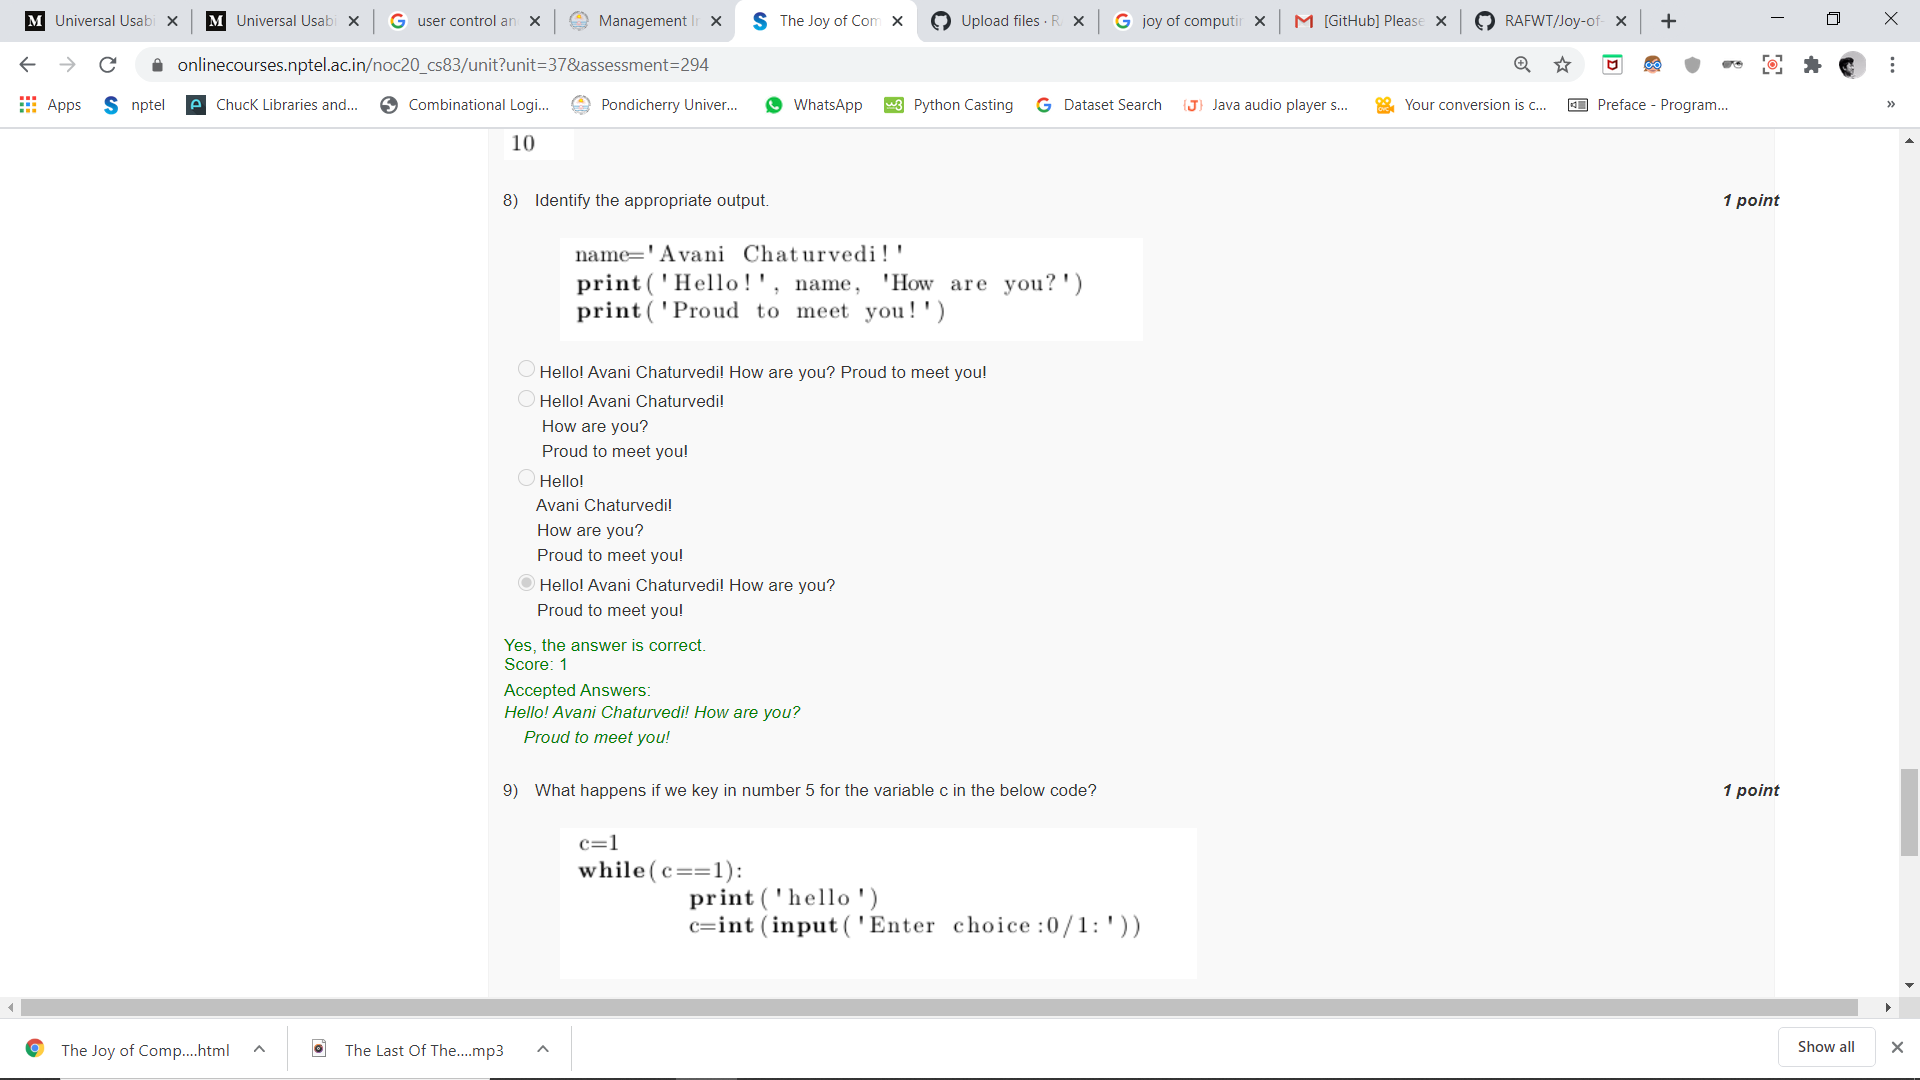 Universal Usabi
Universal Usabi
user control an
Management I
The Joy of Com
Upload files · R
joy of computin
[GitHub] Please
RAFWT/Joy-of-
onlinecourses.nptel.ac.in/noc20_cs83/unit?unit=37&assessment=294
Apps
nptel
ChucK Libraries and...
Combinational Logi...
Pondicherry Univer...
WhatsApp
Python Casting
Dataset Search
Java audio player s...
Your conversion is c...
Preface - Program...
»
10
8) Identify the appropriate output.
1 point
name='Avani Chaturvedi!'
print('Hello!', name, 'How are you?')
print('Proud to meet you!')
Hello! Avani Chaturvedi! How are you? Proud to meet you!
Hello! Avani Chaturvedi!
How are you?
Proud to meet you!
Hello!
Avani Chaturvedi!
How are you?
Proud to meet you!
Hello! Avani Chaturvedi! How are you?
Proud to meet you!
Yes, the answer is correct.
Score: 1
Accepted Answers:
Hello! Avani Chaturvedi! How are you?
Proud to meet you!
9) What happens if we key in number 5 for the variable c in the below code?
1 point
c=1
while(c==1):
print('hello')
c=int(input('Enter choice:0/1:'))
The Joy of Comp....html
The Last Of The....mp3
Show all